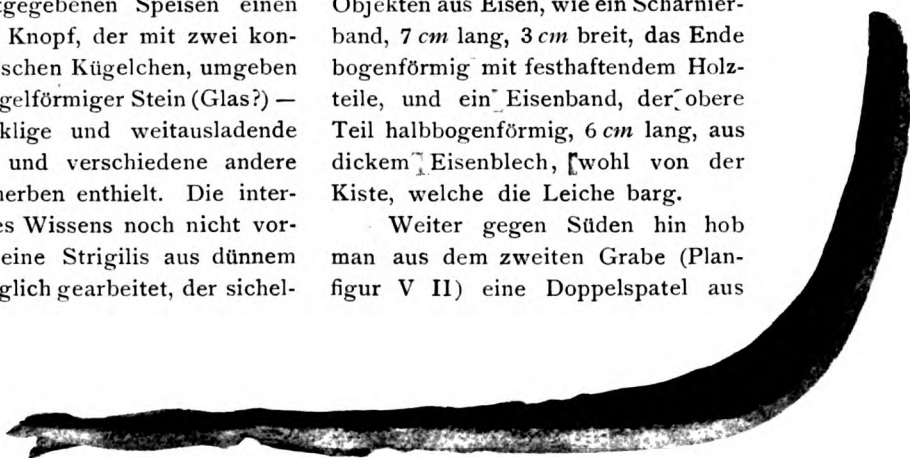 gegebenen Speisen einen
Knopf, der mit zwei kon-
schen Kügelchen, umgeben
gelförmiger Stein (Glas?) —
klige und weitausladende
und verschiedene andere
herben enthielt. Die inter-
es Wissens noch nicht vor-
eine Strigilis aus dünnem
glich gearbeitet, der sichel-
Objekten aus Eisen, wie ein Scharnier-
band, 7 cm lang, 3 cm breit, das Ende
bogenförmig mit festhaftendem Holz-
teile, und ein Eisenband, der obere
Teil halbbogenförmig, 6 cm lang, aus
dickem Eisenblech, wohl von der
Kiste, welche die Leiche barg.
Weiter gegen Süden hin hob
man aus dem zweiten Grabe (Plan-
figur V II) eine Doppelspatel aus